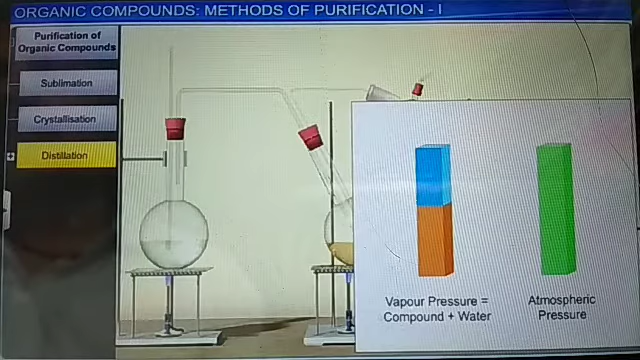 ORGANIC COMPOUNDS: METHODS OF PURIFICATION - I
Purification of
Organic Compounds
Sublimation
Crystallisation
Distillation
Vapour Pressure =
Compound + Water
Atmospheric
Pressure